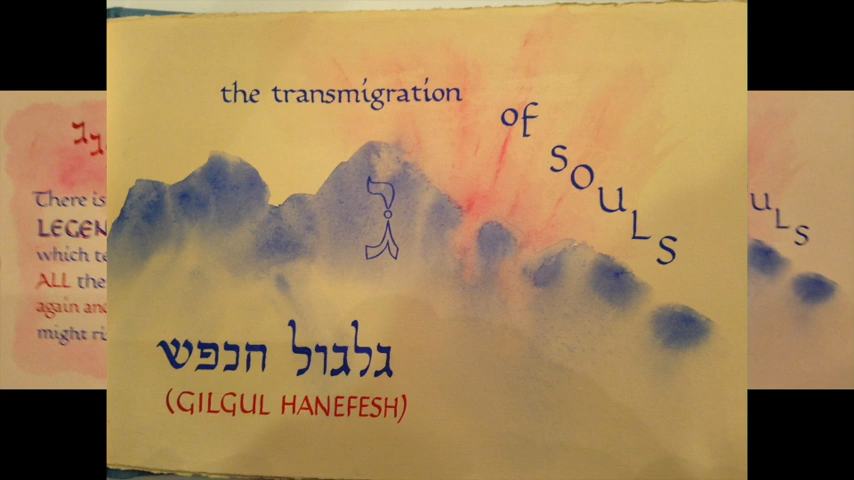 the transmigration
of
SOULS
גלגול הנפש
(GILGUL HANEFESH)
There is
LEGEN
which te
ALL the
again and
might ri
ULS